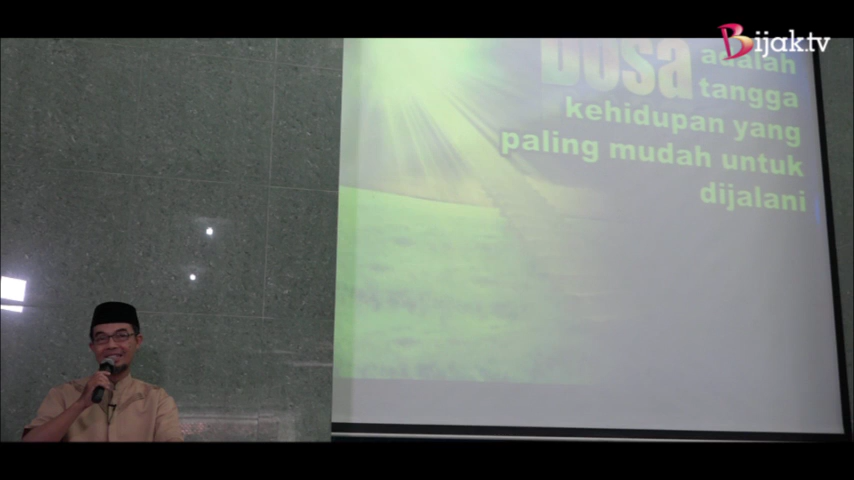 Bijak.tv
Dosa adalah
tangga
kehidupan yang
paling mudah untuk
dijalani